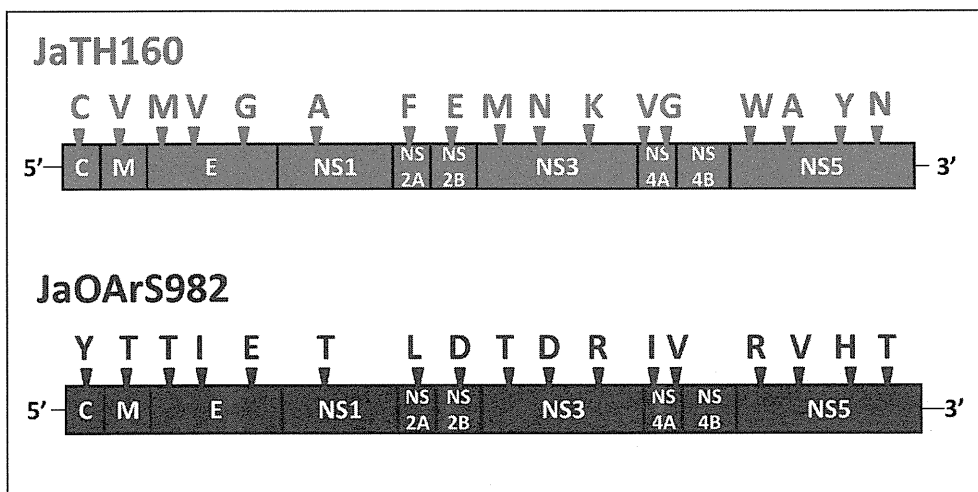 JaTH160
C V M V G A F E M N K V G W A Y N
5’ C M E NS1 NS 2A NS 2B NS3 NS 4A NS 4B NS5 3’
JaOArS982
Y T T I E T L D T D R I V R V H T
5’ C M E NS1 NS 2A NS 2B NS3 NS 4A NS 4B NS5 3’